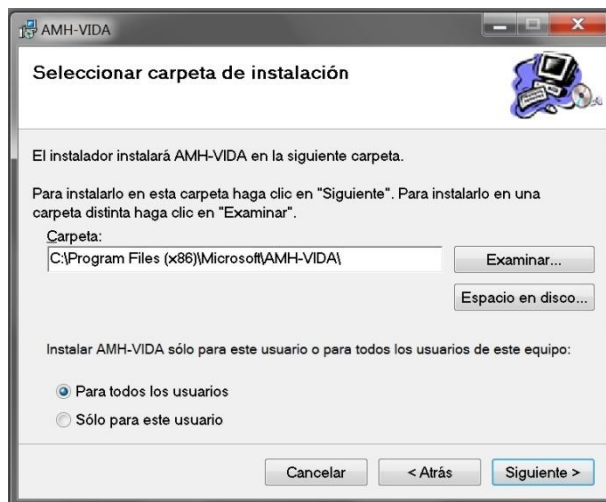 AMH-VIDA
Seleccionar carpeta de instalación
El instalador instalará AMH-VIDA en la siguiente carpeta.
Para instalarlo en esta carpeta haga clic en "Siguiente". Para instalarlo en una
carpeta distinta haga clic en "Examinar".
Carpeta:
C:\Program Files (x86)\Microsoft\AMH-VIDA\
Examinar...
Espacio en disco...
Instalar AMH-VIDA sólo para este usuario o para todos los usuarios de este equipo:
Para todos los usuarios
Sólo para este usuario
Cancelar
< Atrás
Siguiente >